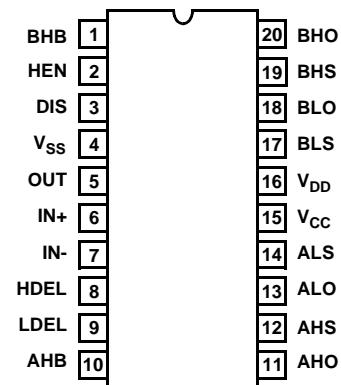 BHB 1 20 BHO
HEN 2 19 BHS
DIS 3 18 BLO
VSS 4 17 BLS
OUT 5 16 VDD
IN+ 6 15 VCC
IN- 7 14 ALS
HDEL 8 13 ALO
LDEL 9 12 AHS
AHB 10 11 AHO